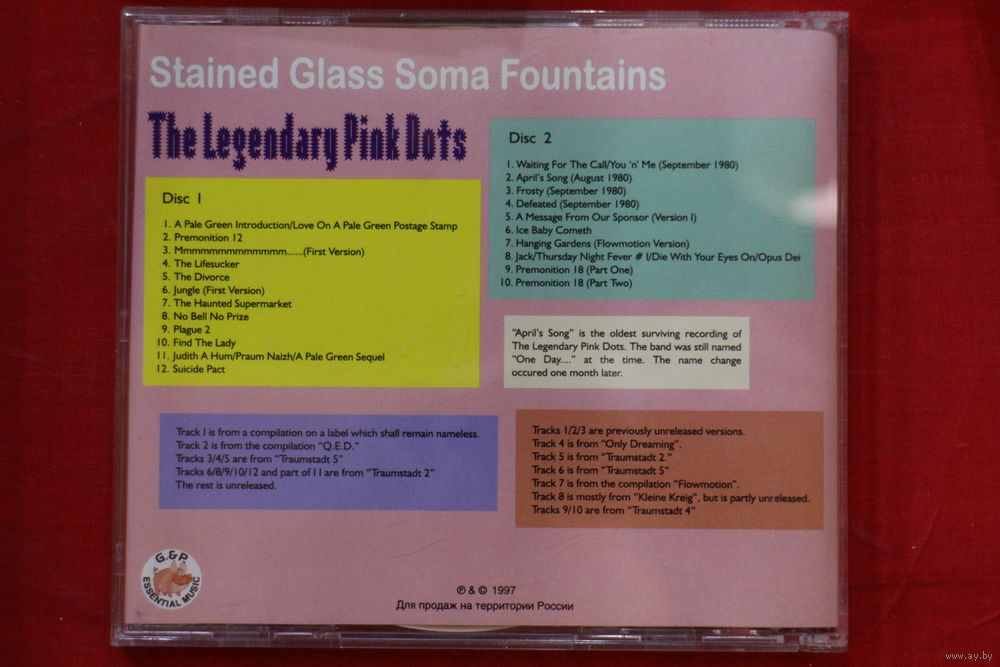 Stained Glass Soma Fountains
The Legendary Pink Dots
Disc 1
1. A Pale Green Introduction/Love On A Pale Green Postage Stamp
2. Premonition 12
3. Mmmmmmmmmmmmm......(First Version)
4. The Lifesucker
5. The Divorce
6. Jungle (First Version)
7. The Haunted Supermarket
8. No Bell No Prize
9. Plague 2
10. Find The Lady
11. Judith A Hum/Praum Naizh/A Pale Green Sequel
12. Suicide Pact
Disc 2
1. Waiting For The Call/You 'n' Me (September 1980)
2. April's Song (August 1980)
3. Frosty (September 1980)
4. Defeated (September 1980)
5. A Message From Our Sponsor (Version I)
6. Ice Baby Cometh
7. Hanging Gardens (Flowmotion Version)
8. Jack/Thursday Night Fever # I/Die With Your Eyes On/Opus Dei
9. Premonition 18 (Part One)
10. Premonition 18 (Part Two)
"April's Song" is the oldest surviving recording of
The Legendary Pink Dots. The band was still named
"One Day...." at the time. The name change
occured one month later.
Track 1 is from a compilation on a label which shall remain nameless.
Track 2 is from the compilation "Q.E.D."
Tracks 3/4/5 are from "Traumstadt 5"
Tracks 6/8/9/10/12 and part of 11 are from "Traumstadt 2"
The rest is unreleased.
Tracks 1/2/3 are previously unreleased versions.
Track 4 is from "Only Dreaming".
Track 5 is from "Traumstadt 2."
Track 6 is from "Traumstadt 5"
Track 7 is from the compilation "Flowmotion".
Track 8 is mostly from "Kleine Kreig", but is partly unreleased.
Tracks 9/10 are from "Traumstadt 4"
G.&P.
ESSENTIAL MUSIC
℗ & © 1997
Для продаж на территории России
www.ay.by